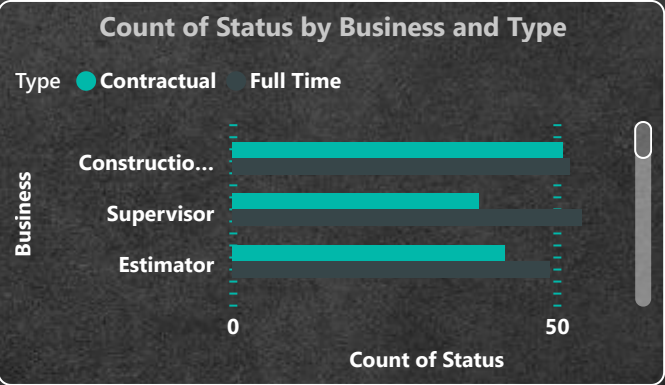 Count of Status by Business and Type
Type Contractual Full Time
Constructio...
Supervisor
Estimator
Business
0 50
Count of Status